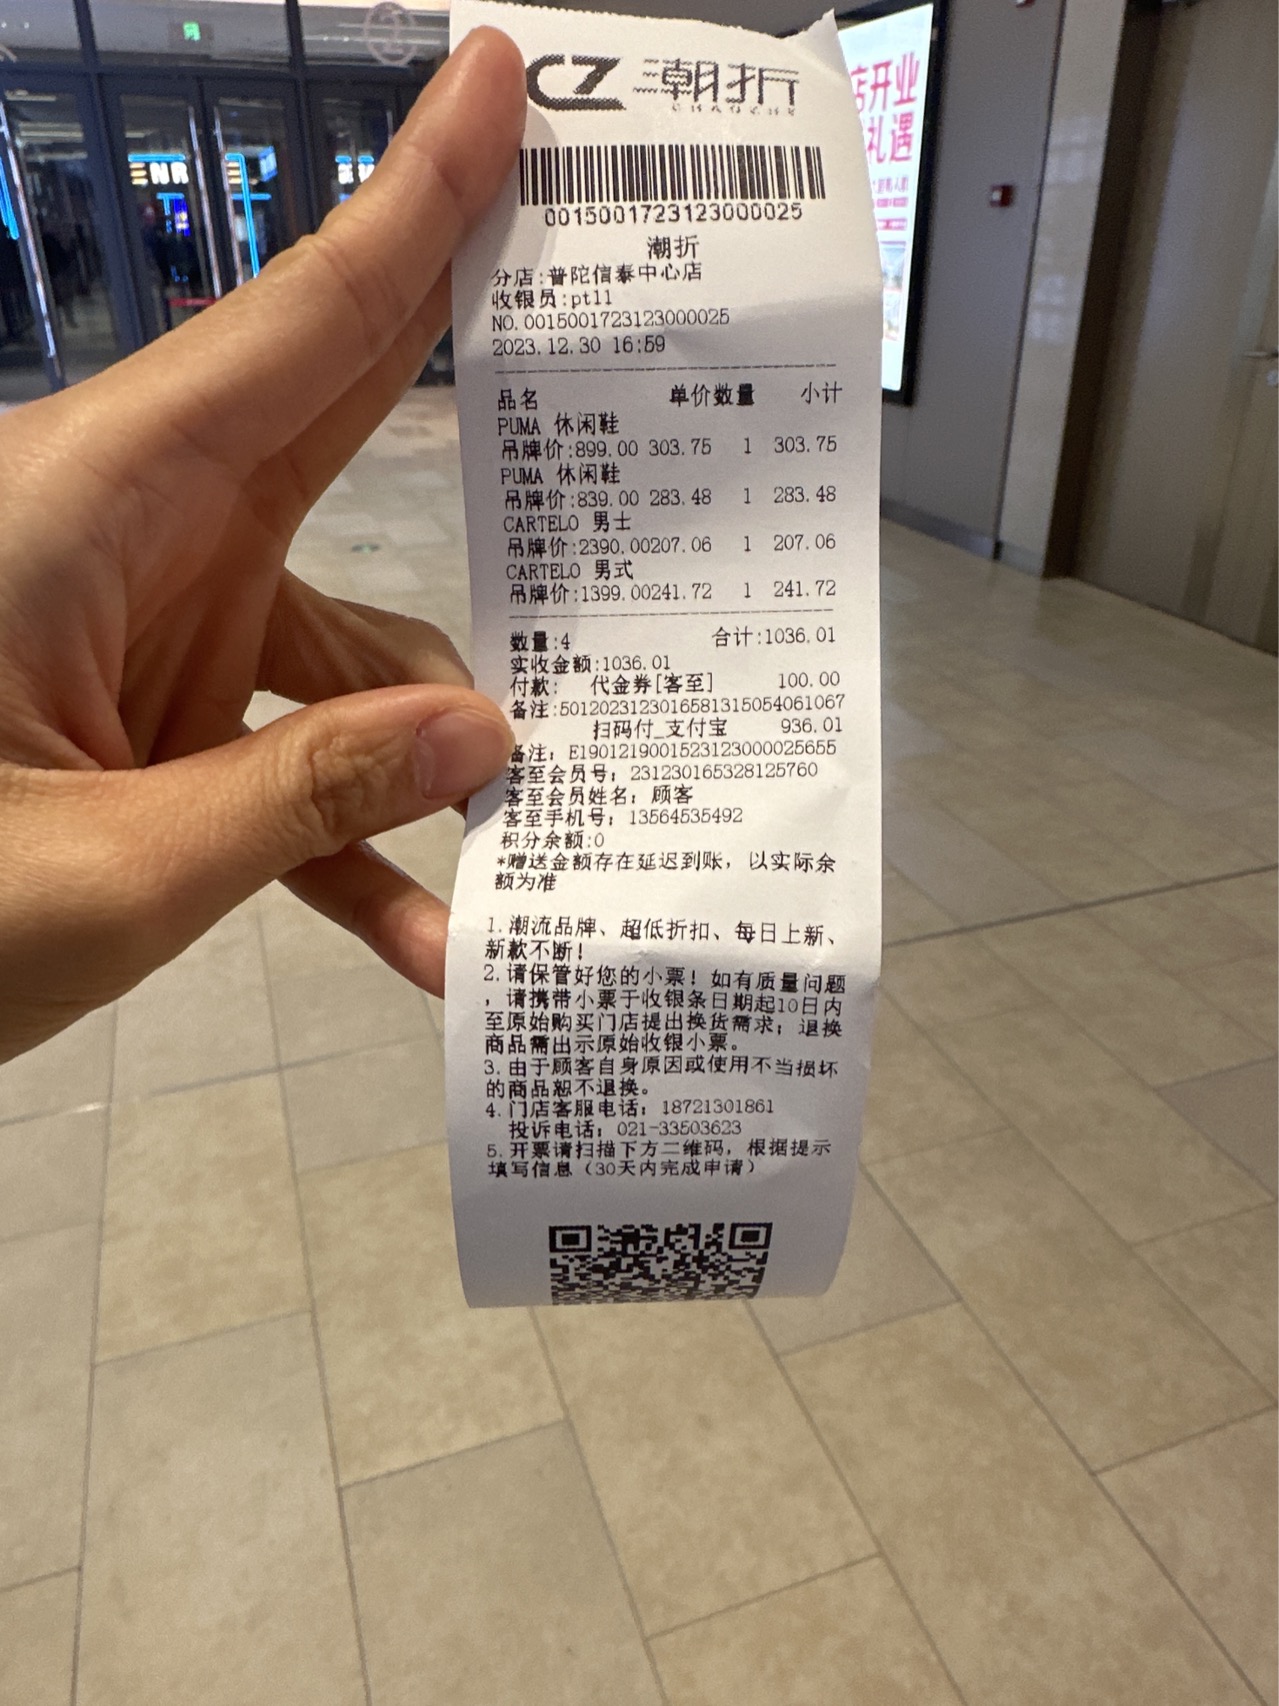 CZ 潮折
0015001723123000025
潮折
分店:普陀信泰中心店
收银员:pt11
NO.0015001723123000025
2023.12.30 16:59
品名 单价数量 小计
PUMA 休闲鞋
吊牌价:899.00 303.75 1 303.75
PUMA 休闲鞋
吊牌价:839.00 283.48 1 283.48
CARTELO 男士
吊牌价:2390.00207.06 1 207.06
CARTELO 男式
吊牌价:1399.00241.72 1 241.72
数量:4 合计:1036.01
实收金额:1036.01
付款: 代金券[客至] 100.00
备注:5012023123016581315054061067
扫码付_支付宝 936.01
备注: E1901219001523123000025655
客至会员号: 231230165328125760
客至会员姓名: 顾客
客至手机号: 13564535492
积分余额:0
*赠送金额存在延迟到账，以实际余
额为准
1.潮流品牌、超低折扣、每日上新、
新款不断！
2.请保管好您的小票！如有质量问题
，请携带小票于收银条日期起10日内
至原始购买门店提出换货需求；退换
商品需出示原始收银小票。
3.由于顾客自身原因或使用不当损坏
的商品恕不退换。
4.门店客服电话: 18721301861
投诉电话: 021-33503623
5.开票请扫描下方二维码，根据提示
填写信息（30天内完成申请）
店开业
礼遇